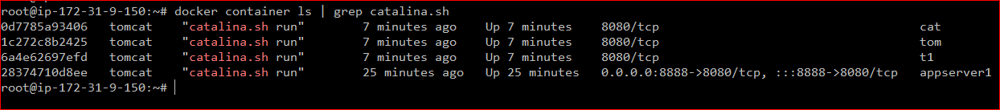 root@ip-172-31-9-150:~# docker container ls | grep catalina.sh
0d7785a93406   tomcat    "catalina.sh run"        7 minutes ago    Up 7 minutes    8080/tcp                                         cat
1c272c8b2425   tomcat    "catalina.sh run"        7 minutes ago    Up 7 minutes    8080/tcp                                         tom
6a4e62697efd   tomcat    "catalina.sh run"        7 minutes ago    Up 7 minutes    8080/tcp                                         t1
28374710d8ee   tomcat    "catalina.sh run"        25 minutes ago   Up 25 minutes   0.0.0.0:8888->8080/tcp, :::8888->8080/tcp   appserver1
root@ip-172-31-9-150:~#